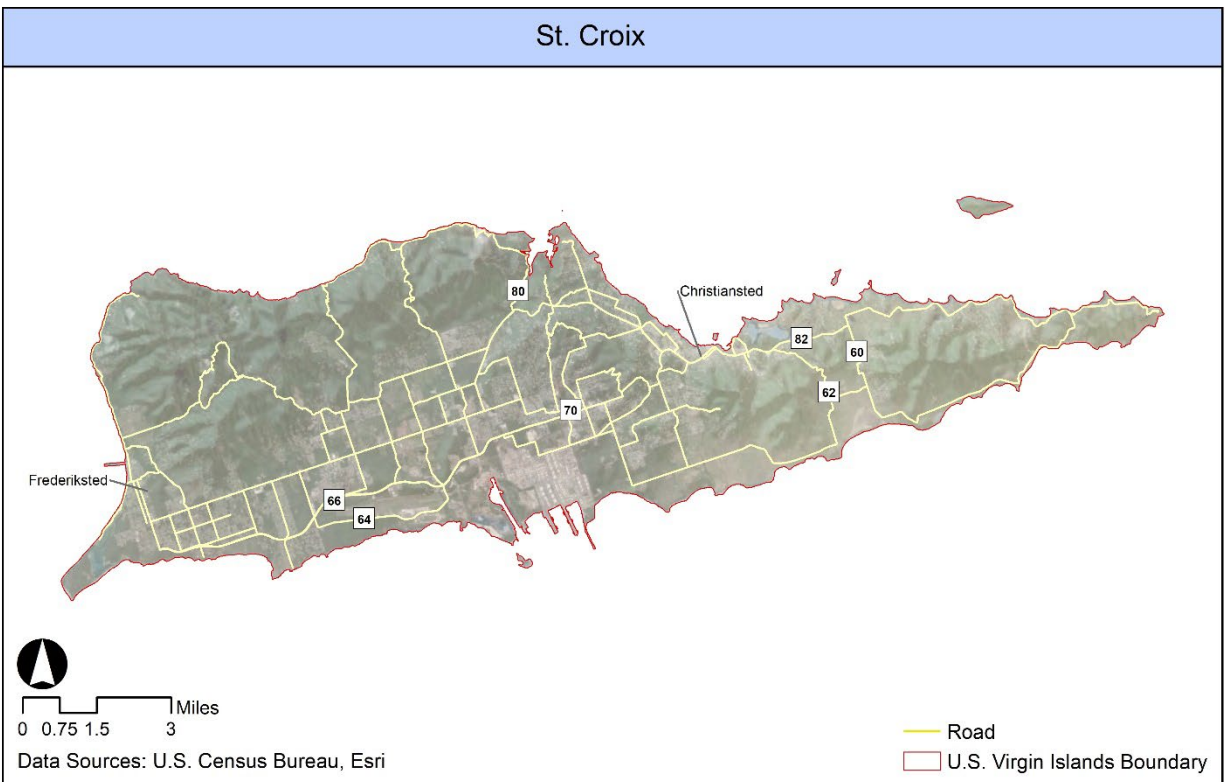 St. Croix
80
Christiansted
82
60
62
70
Frederiksted
66
64
Miles
0 0.75 1.5 3
Data Sources: U.S. Census Bureau, Esri
Road
U.S. Virgin Islands Boundary